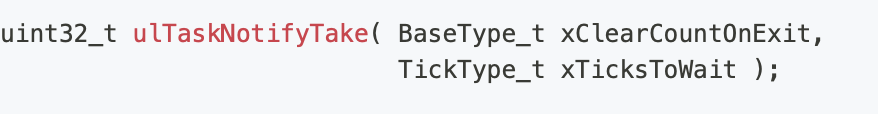 uint32_t ulTaskNotifyTake( BaseType_t xClearCountOnExit,
TickType_t xTicksToWait );